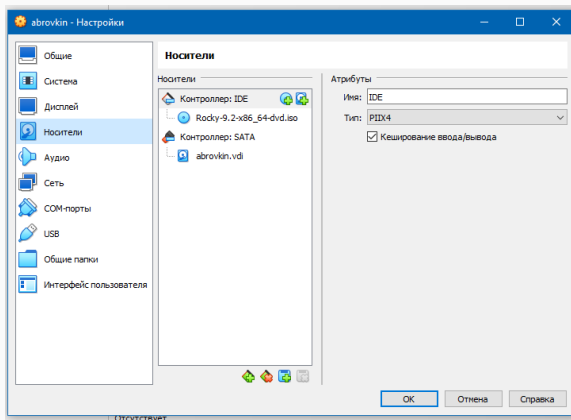 abrovkin - Настройки
Общие
Система
Дисплей
Носители
Аудио
Сеть
COM-порты
USB
Общие папки
Интерфейс пользователя
Носители
Носители
Контроллер: IDE
Rocky-9.2-x86_64-dvd.iso
Контроллер: SATA
abrovkin.vdi
Атрибуты
Имя: IDE
Тип: PIIX4
Кеширование ввода/вывода
OK Отмена Справка
Отсутствует